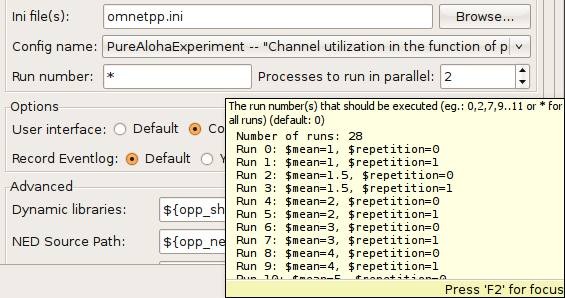 Ini file(s): omnetpp.ini Browse...
Config name: PureAlohaExperiment -- "Channel utilization in the function of p
Run number: * Processes to run in parallel: 2
Options
User interface: Default Co
Record Eventlog: Default Y
Advanced
Dynamic libraries: ${opp_sh
NED Source Path: ${opp_ne
The run number(s) that should be executed (eg.: 0,2,7,9..11 or * for
all runs) (default: 0)
Number of runs: 28
Run 0: $mean=1, $repetition=0
Run 1: $mean=1, $repetition=1
Run 2: $mean=1.5, $repetition=0
Run 3: $mean=1.5, $repetition=1
Run 4: $mean=2, $repetition=0
Run 5: $mean=2, $repetition=1
Run 6: $mean=3, $repetition=0
Run 7: $mean=3, $repetition=1
Run 8: $mean=4, $repetition=0
Run 9: $mean=4, $repetition=1
Run 10: $mean=5, $repetition=0
Press 'F2' for focus